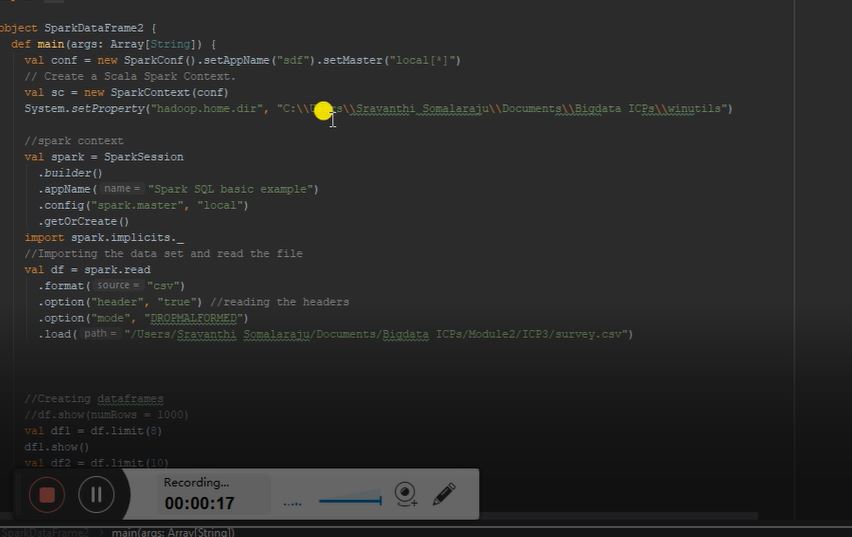 object SparkDataFrame2 {
def main(args: Array[String]) {
val conf = new SparkConf().setAppName("sdf").setMaster("local[*]")
// Create a Scala Spark Context.
val sc = new SparkContext(conf)
System.setProperty("hadoop.home.dir", "C:\\Users\\Sravanthi Somalaraju\\Documents\\Bigdata ICPs\\winutils")
//spark context
val spark = SparkSession
.builder()
.appName( name = "Spark SQL basic example")
.config("spark.master", "local")
.getOrCreate()
import spark.implicits._
//Importing the data set and read the file
val df = spark.read
.format( source = "csv")
.option("header", "true") //reading the headers
.option("mode", "DROPMALFORMED")
.load( path = "/Users/Sravanthi Somalaraju/Documents/Bigdata ICPs/Module2/ICP3/survey.csv")
//Creating dataframes
//df.show(numRows = 1000)
val df1 = df.limit(8)
df1.show()
val df2 = df.limit(10)
Recording...
00:00:17
SparkDataFrame2 > main(args: Array[String])